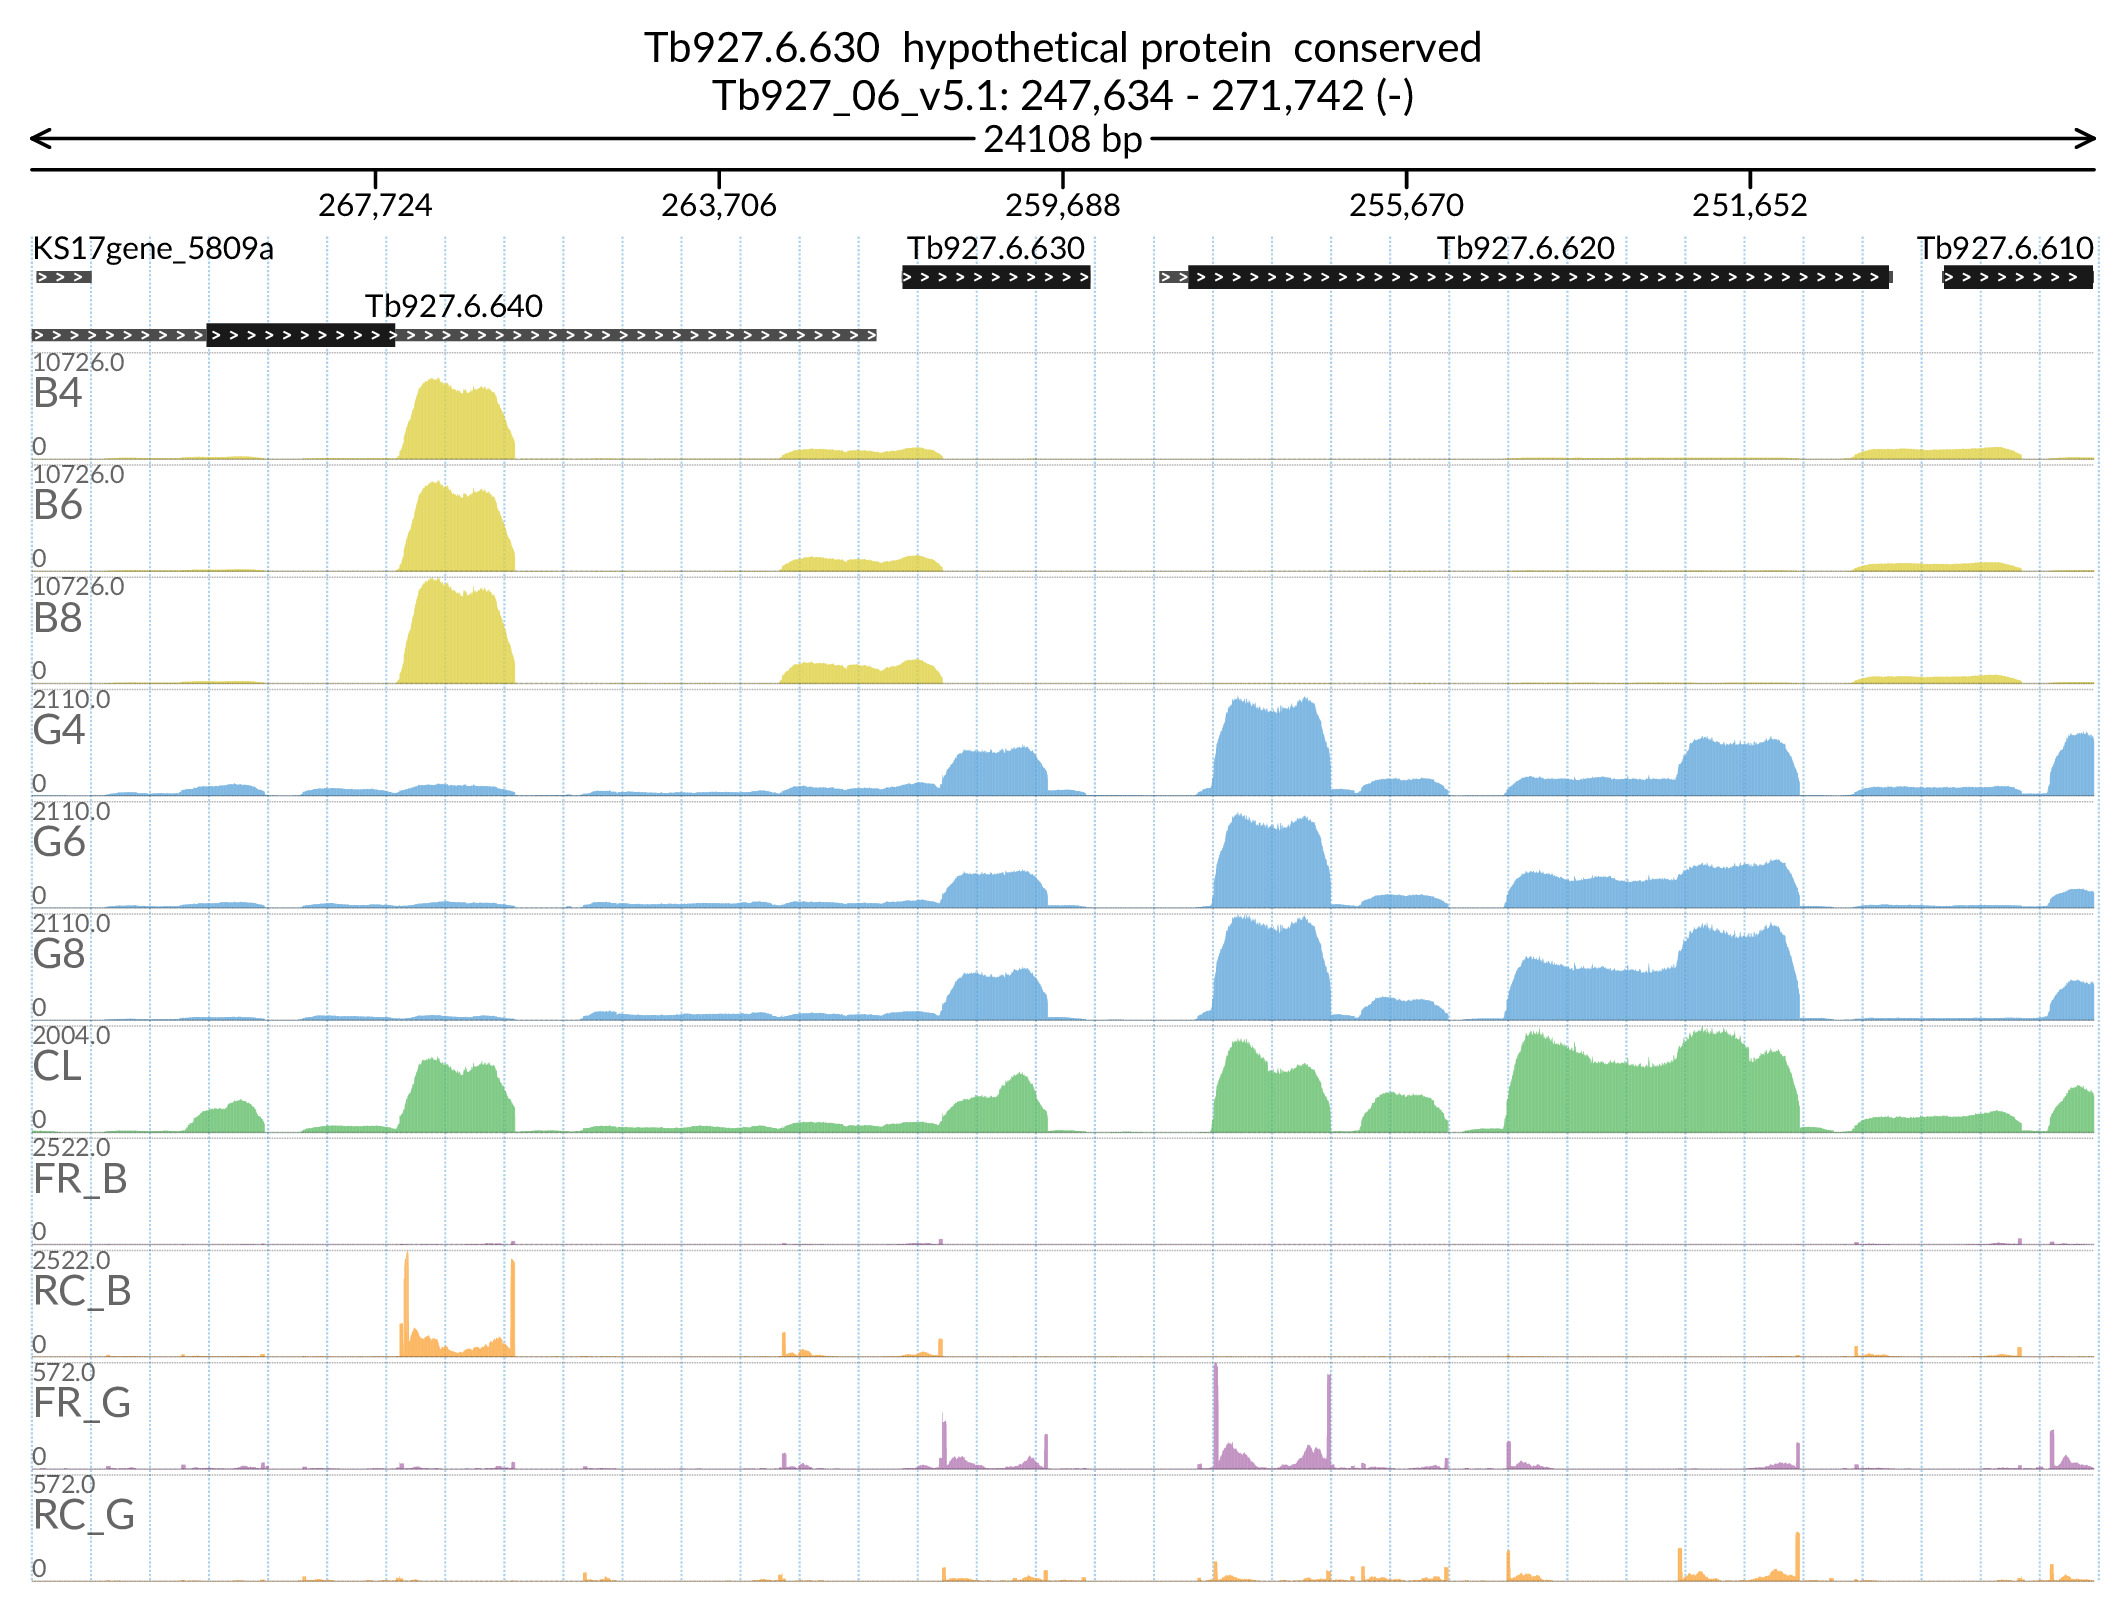 Tb927.6.630  hypothetical protein  conserved
Tb927_06_v5.1: 247,634 - 271,742 (-)
24108 bp
267,724 263,706 259,688 255,670 251,652
KS17gene_5809a Tb927.6.630 Tb927.6.620 Tb927.6.610
Tb927.6.640
10726.0
B4
0
10726.0
B6
0
10726.0
B8
0
2110.0
G4
0
2110.0
G6
0
2110.0
G8
0
2004.0
CL
0
2522.0
FR_B
0
2522.0
RC_B
0
572.0
FR_G
0
572.0
RC_G
0